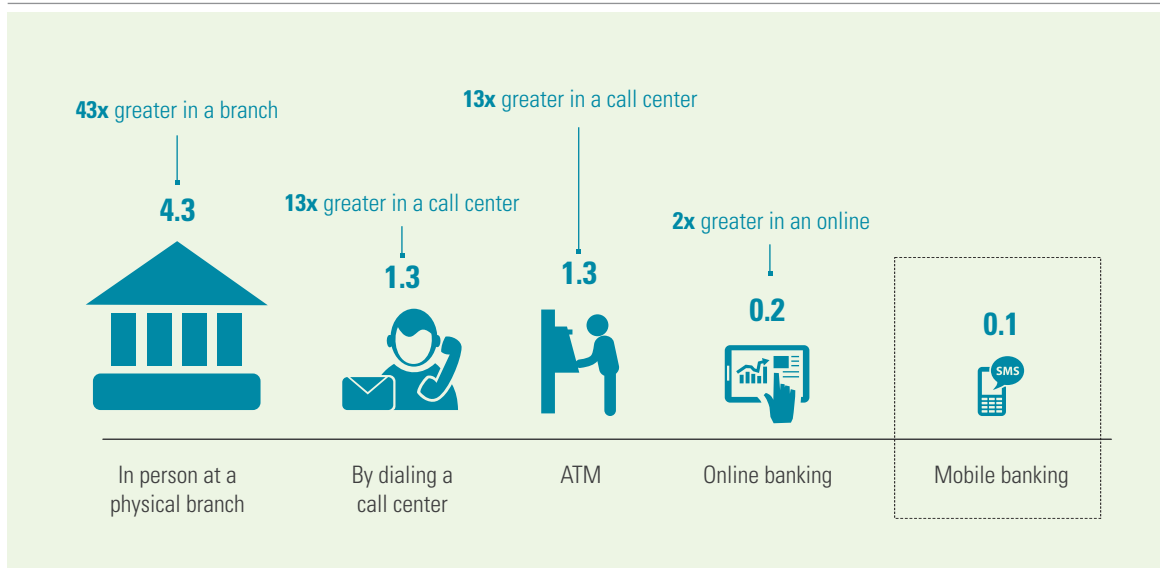 43x greater in a branch
4.3
13x greater in a call center
1.3
13x greater in a call center
1.3
2x greater in an online
0.2
0.1
SMS
In person at a
physical branch
By dialing a
call center
ATM
Online banking
Mobile banking